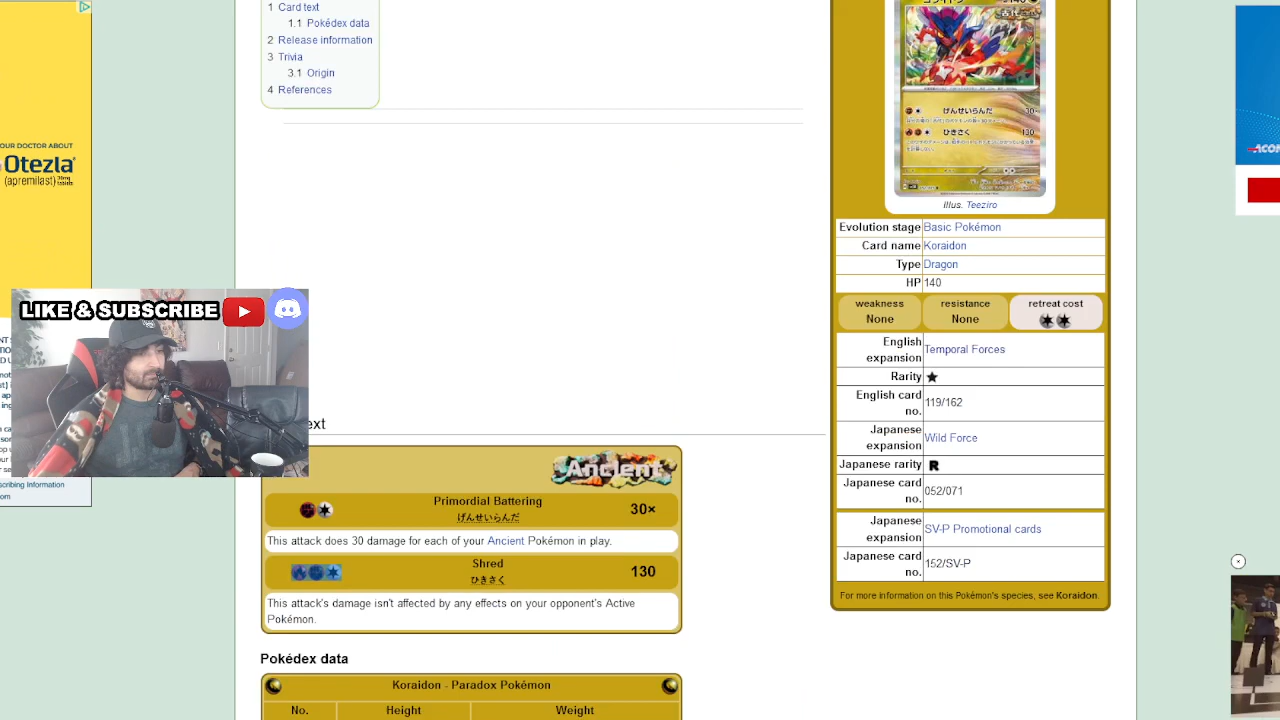 1 Card text
1.1 Pokédex data
2 Release information
3 Trivia
3.1 Origin
4 References
OUR DOCTOR ABOUT
Otezla
(apremilast)
LIKE & SUBSCRIBE
scribing Information
ext
Ancient
Primordial Battering
げんせいらんだ
30×
This attack does 30 damage for each of your Ancient Pokémon in play.
Shred
ひきさく
130
This attack's damage isn't affected by any effects on your opponent's Active
Pokémon.
Pokédex data
Koraidon - Paradox Pokémon
No. Height Weight
げんせいらんだ 30×
ひきさく 130
Illus. Teeziro
Evolution stage Basic Pokémon
Card name Koraidon
Type Dragon
HP 140
weakness resistance retreat cost
None None
English expansion Temporal Forces
Rarity ★
English card no. 119/162
Japanese expansion Wild Force
Japanese rarity R
Japanese card no. 052/071
Japanese expansion SV-P Promotional cards
Japanese card no. 152/SV-P
For more information on this Pokémon's species, see Koraidon.
ACON